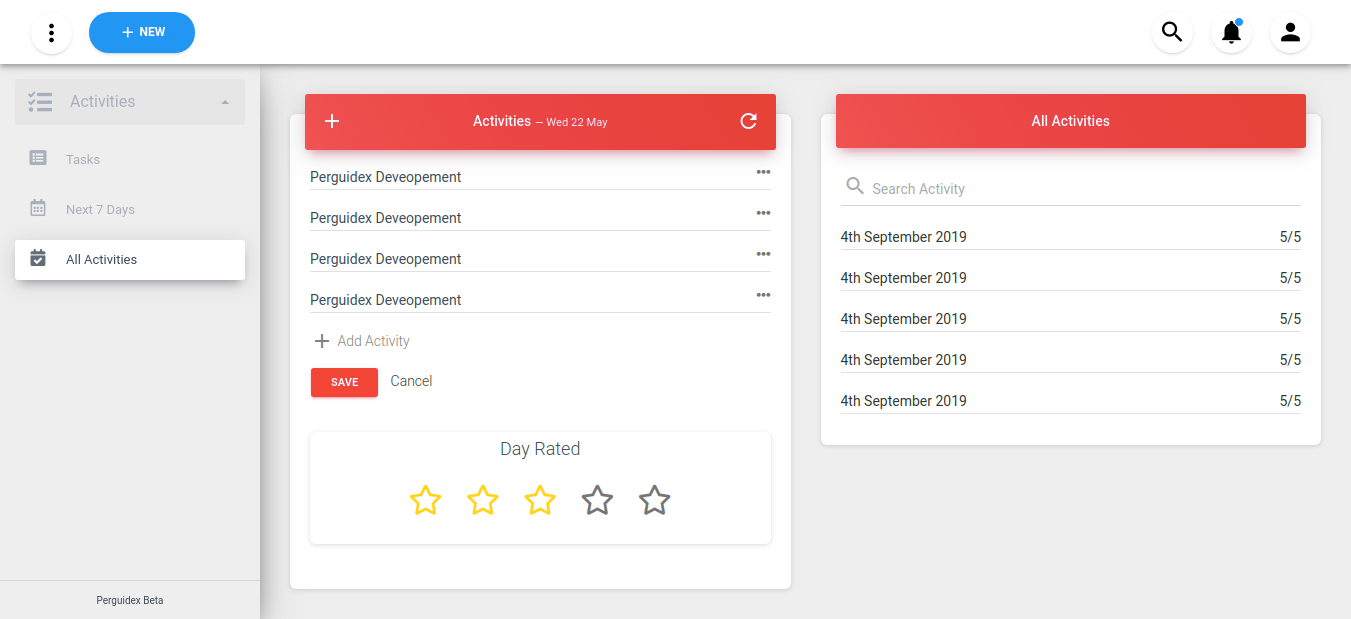 NEW
Activities
Tasks
Next 7 Days
All Activities
Perguidex Beta
Activities — Wed 22 May
Perguidex Deveopement
Perguidex Deveopement
Perguidex Deveopement
Perguidex Deveopement
Add Activity
SAVE Cancel
Day Rated
All Activities
Search Activity
4th September 2019 5/5
4th September 2019 5/5
4th September 2019 5/5
4th September 2019 5/5
4th September 2019 5/5